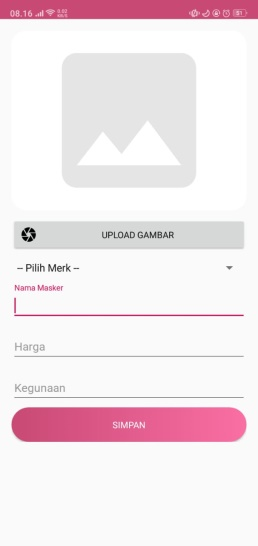 08.16
UPLOAD GAMBAR
-- Pilih Merk --
Nama Masker
Harga
Kegunaan
SIMPAN